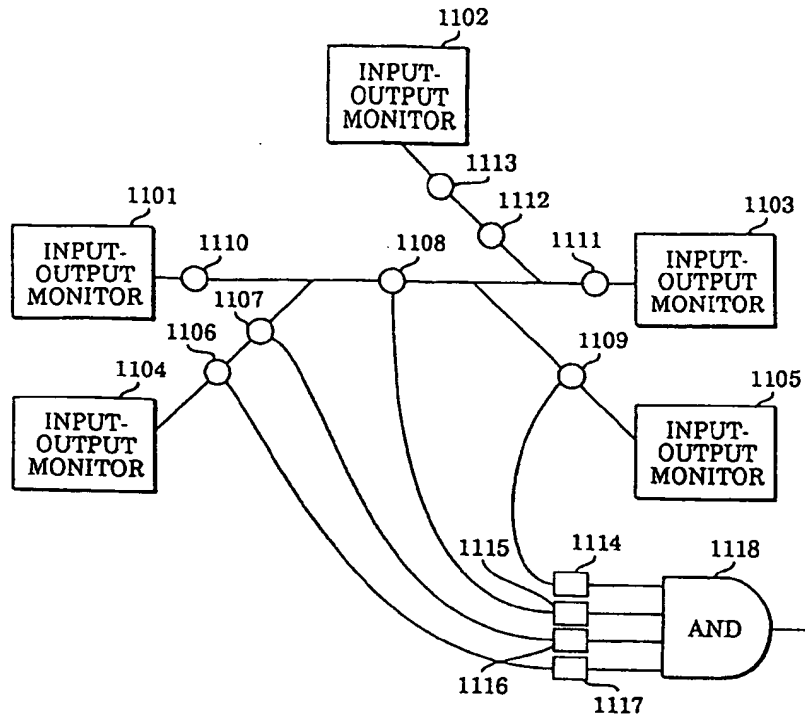 1102
INPUT-
OUTPUT
MONITOR
1113
1112
1101
INPUT-
OUTPUT
MONITOR
1110
1108
1111
1103
INPUT-
OUTPUT
MONITOR
1107
1106
1109
1104
INPUT-
OUTPUT
MONITOR
1105
INPUT-
OUTPUT
MONITOR
1115
1114
1118
AND
1116
1117